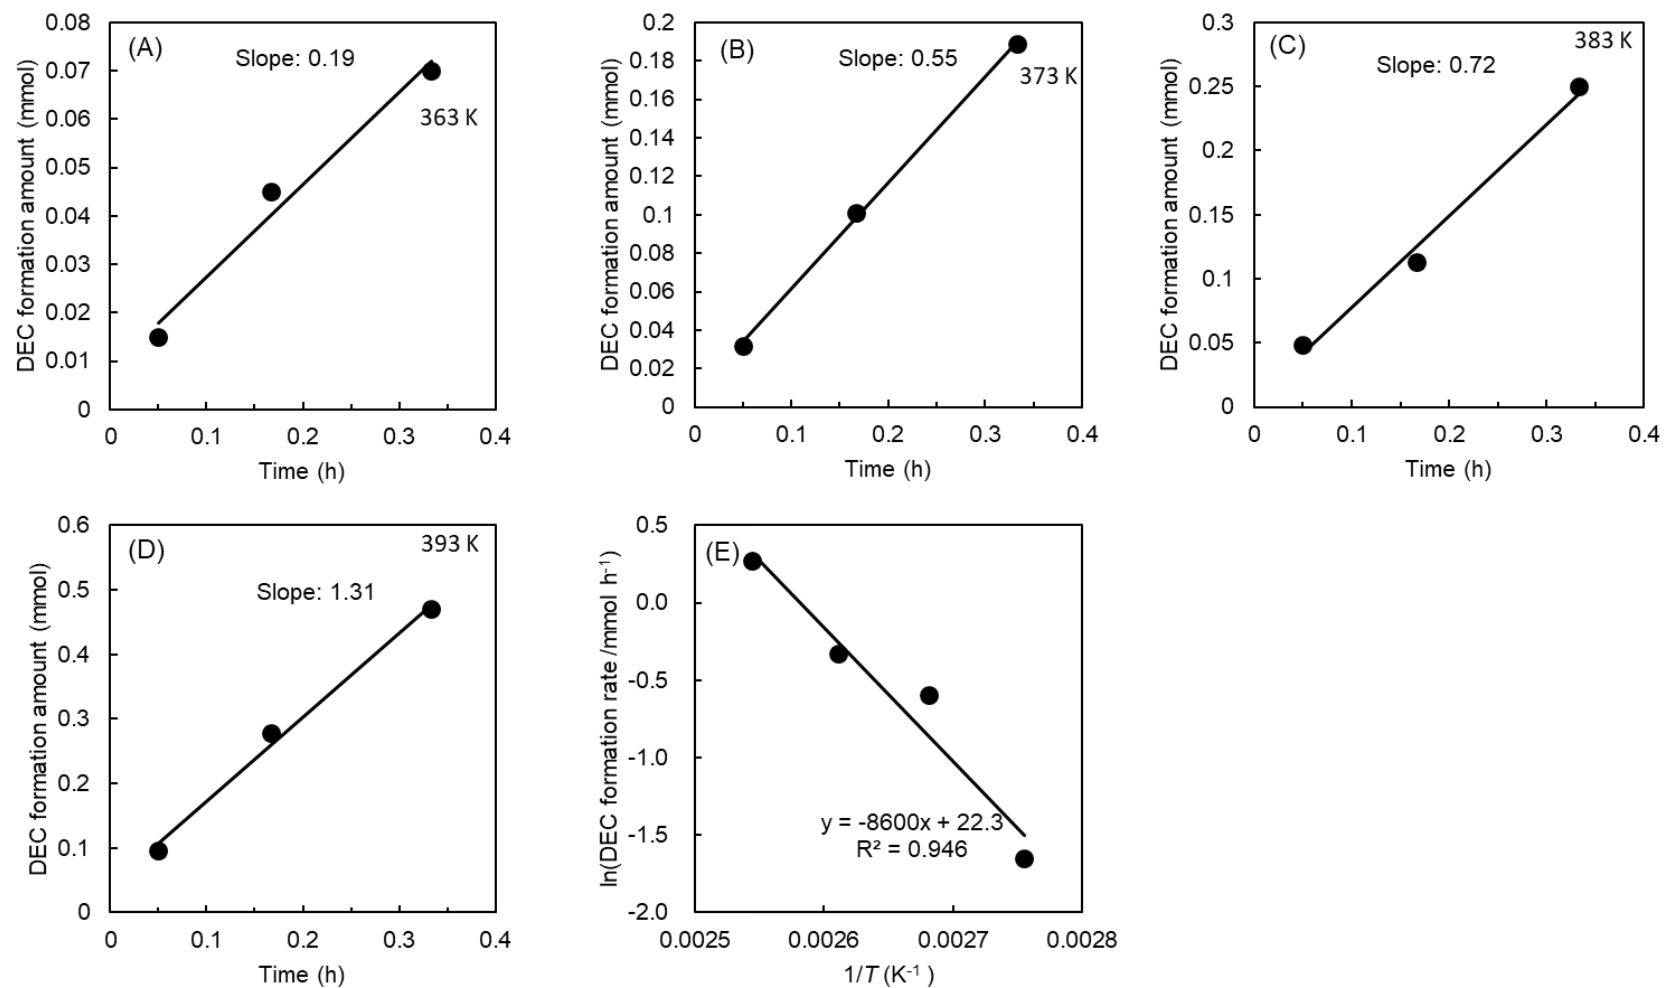 (A)
Slope: 0.19
363 K
DEC formation amount (mmol)
0.08
0.07
0.06
0.05
0.04
0.03
0.02
0.01
0
0
0.1
0.2
0.3
0.4
Time (h)
(B)
Slope: 0.55
373 K
DEC formation amount (mmol)
0.2
0.18
0.16
0.14
0.12
0.1
0.08
0.06
0.04
0.02
0
0
0.1
0.2
0.3
0.4
Time (h)
(C)
Slope: 0.72
383 K
DEC formation amount (mmol)
0.3
0.25
0.2
0.15
0.1
0.05
0
0
0.1
0.2
0.3
0.4
Time (h)
(D)
Slope: 1.31
393 K
DEC formation amount (mmol)
0.6
0.5
0.4
0.3
0.2
0.1
0
0
0.1
0.2
0.3
0.4
Time (h)
(E)
ln(DEC formation rate /mmol h⁻¹)
0.5
0.0
-0.5
-1.0
-1.5
-2.0
y = -8600x + 22.3
R² = 0.946
0.0025
0.0026
0.0027
0.0028
1/T (K⁻¹ )